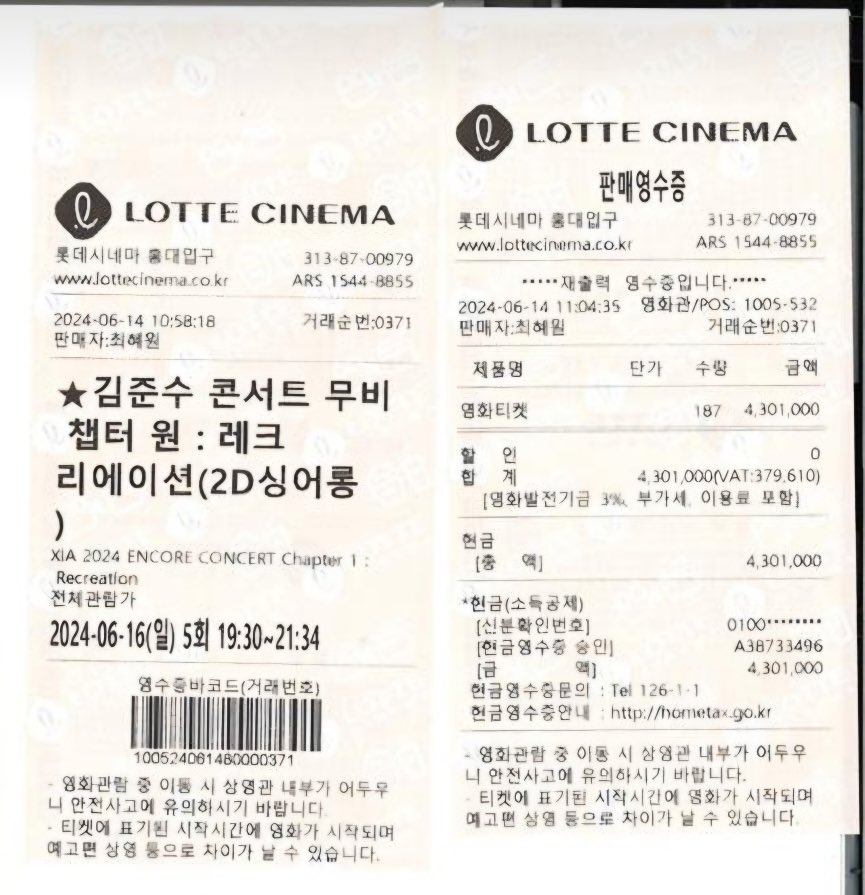 LOTTE CINEMA
롯데시네마 홍대입구 313-87-00979
www.lottecinema.co.kr ARS 1544-8855
2024-06-14 10:58:18 거래순번:0371
판매자:최혜원
★김준수 콘서트 무비
챕터 원 : 레크
리에이션(2D싱어롱
)
XIA 2024 ENCORE CONCERT Chapter 1 :
Recreation
전체관람가
2024-06-16(일) 5회 19:30~21:34
영수증바코드(거래번호)
100524061480000371
- 영화관람 중 이동 시 상영관 내부가 어두우
니 안전사고에 유의하시기 바랍니다.
- 티켓에 표기된 시작시간에 영화가 시작되며
예고편 상영 등으로 차이가 날 수 있습니다.
LOTTE CINEMA
판매영수증
롯데시네마 홍대입구 313-87-00979
www.lottecinema.co.kr ARS 1544-8855
*****재출력 영수증입니다.*****
2024-06-14 11:04:35 영화관/POS: 1005-532
판매자:최혜원 거래순번:0371
제품명 단가 수량 금액
영화티켓 187 4,301,000
할 인 0
합 계 4,301,000(VAT:379,610)
[영화발전기금 3%, 부가세, 이용료 포함]
현금
[총 액] 4,301,000
*현금(소득공제)
[신분확인번호] 0100********
[현금영수증 승인] A38733496
[금 액] 4,301,000
현금영수증문의 : Tel 126-1-1
현금영수증안내 : http://hometax.go.kr
- 영화관람 중 이동 시 상영관 내부가 어두우
니 안전사고에 유의하시기 바랍니다.
- 티켓에 표기된 시작시간에 영화가 시작되며
예고편 상영 등으로 차이가 날 수 있습니다.